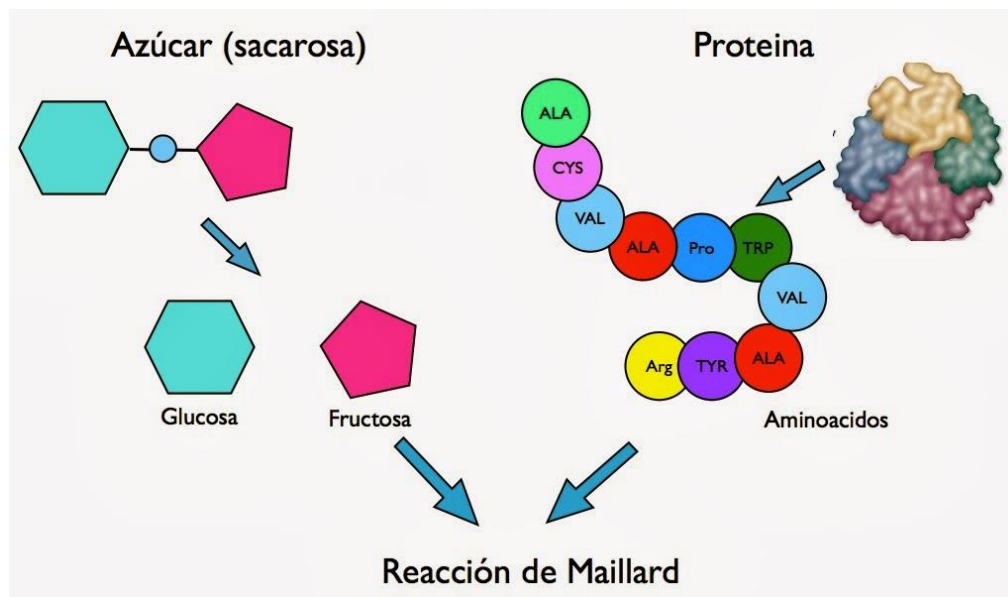 Azúcar (sacarosa)
Proteina
ALA
CYS
VAL
ALA
Pro
TRP
VAL
ALA
TYR
Arg
Glucosa
Fructosa
Aminoacidos
Reacción de Maillard